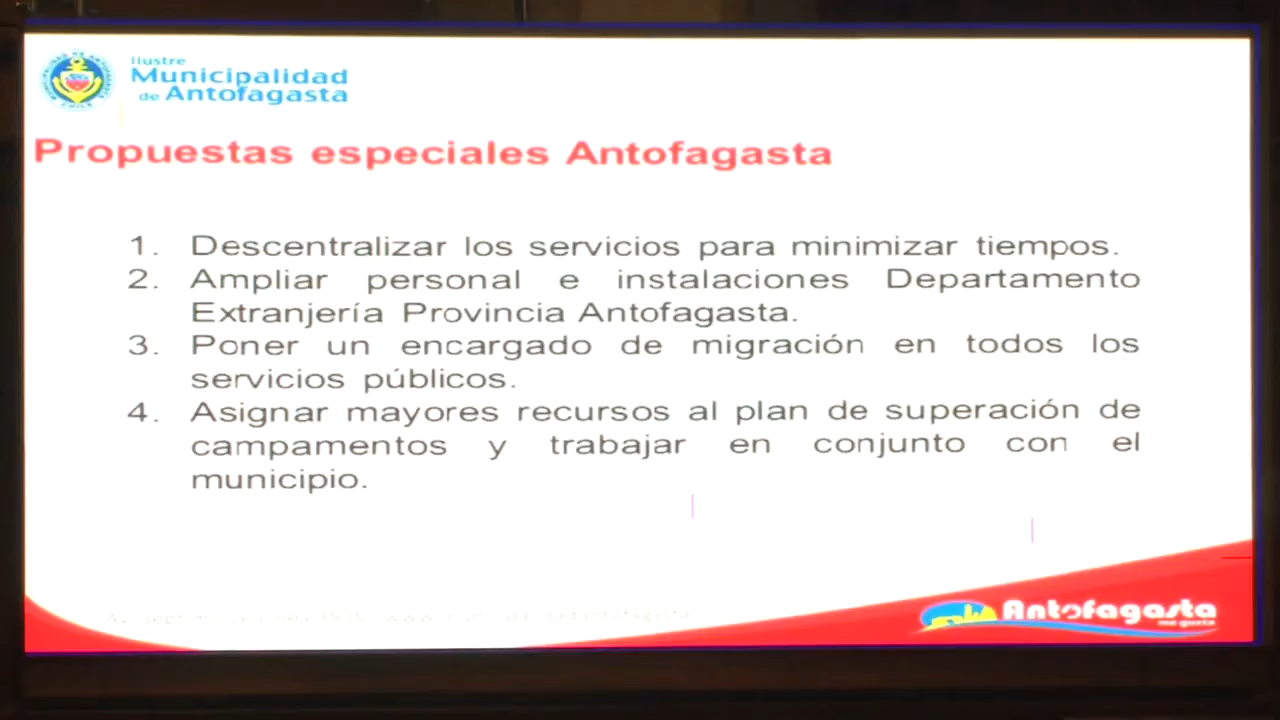 Ilustre
Municipalidad
de Antofagasta
Propuestas especiales Antofagasta
1. Descentralizar los servicios para minimizar tiempos.
2. Ampliar personal e instalaciones Departamento
Extranjería Provincia Antofagasta.
3. Poner un encargado de migración en todos los
servicios públicos.
4. Asignar mayores recursos al plan de superación de
campamentos y trabajar en conjunto con el
municipio.
Antofagasta
me gusta